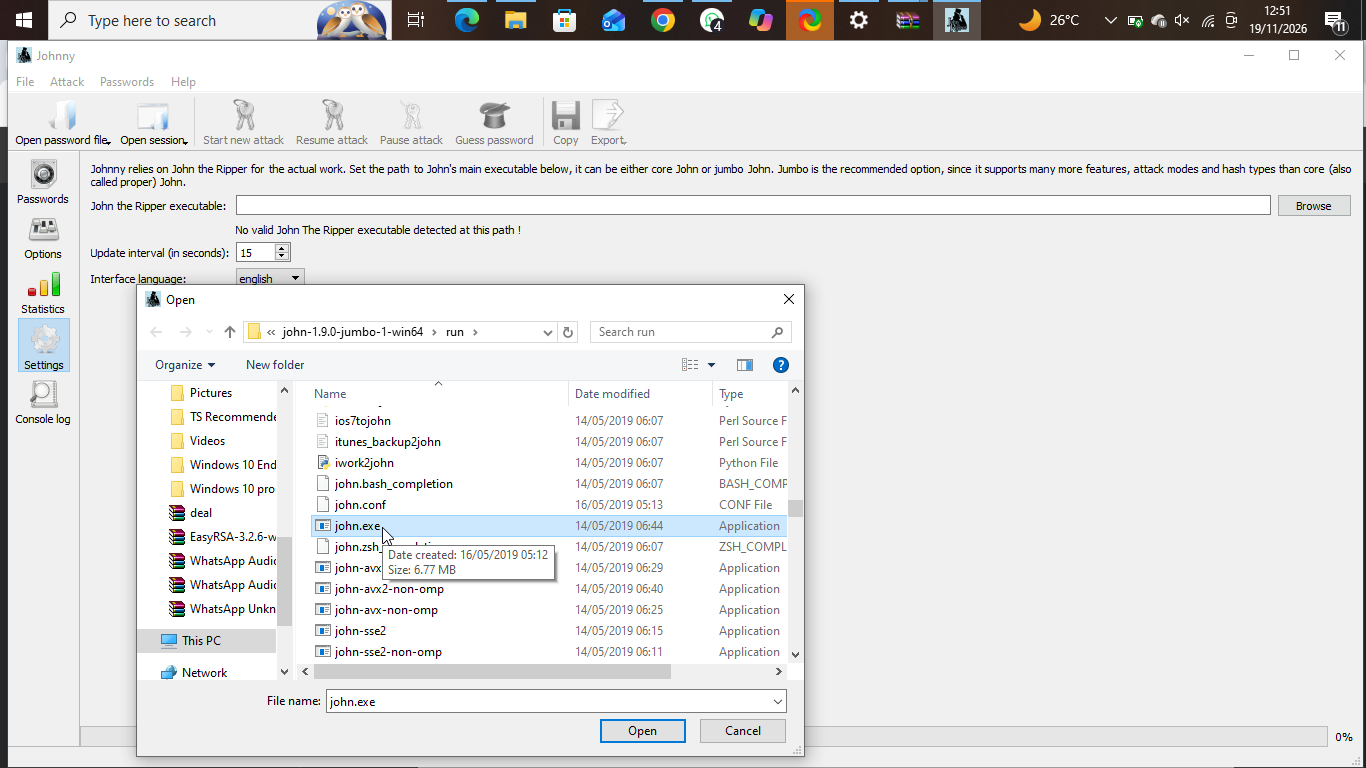 Type here to search
4
26°C
12:51
19/11/2026
11
Johnny
File Attack Passwords Help
Open password file Open session Start new attack Resume attack Pause attack Guess password Copy Export
Passwords
Options
Statistics
Settings
Console log
Johnny relies on John the Ripper for the actual work. Set the path to John's main executable below, it can be either core John or jumbo John. Jumbo is the recommended option, since it supports many more features, attack modes and hash types than core (also
called proper) John.
John the Ripper executable: Browse
No valid John The Ripper executable detected at this path !
Update interval (in seconds): 15
Interface language: english
Open
« john-1.9.0-jumbo-1-win64 › run › Search run
Organize New folder
Pictures
TS Recommende
Videos
Windows 10 End
Windows 10 pro
deal
EasyRSA-3.2.6-w
WhatsApp Audio
WhatsApp Audio
WhatsApp Unkn
This PC
Network
Name Date modified Type
ios7tojohn 14/05/2019 06:07 Perl Source F
itunes_backup2john 14/05/2019 06:07 Perl Source F
iwork2john 14/05/2019 06:07 Python File
john.bash_completion 14/05/2019 06:07 BASH_COMP
john.conf 16/05/2019 05:13 CONF File
john.exe 14/05/2019 06:44 Application
john.zsh 14/05/2019 06:07 ZSH_COMPL
Date created: 16/05/2019 05:12
Size: 6.77 MB
john-avx 14/05/2019 06:29 Application
john-avx2-non-omp 14/05/2019 06:40 Application
john-avx-non-omp 14/05/2019 06:25 Application
john-sse2 14/05/2019 06:15 Application
john-sse2-non-omp 14/05/2019 06:11 Application
File name: john.exe
Open Cancel
0%